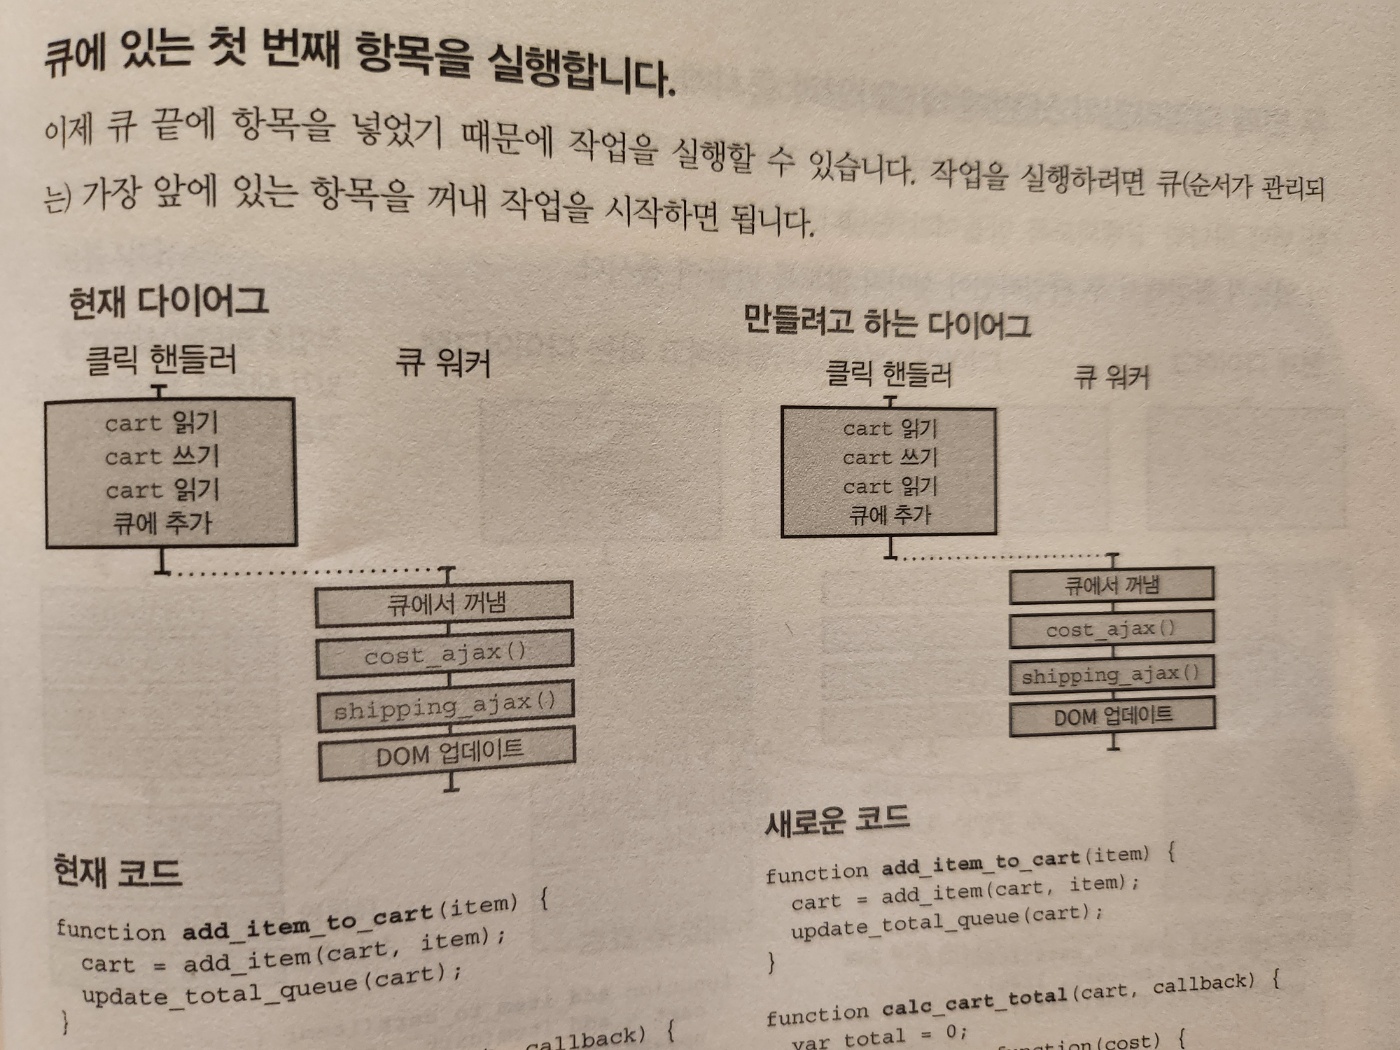 큐에 있는 첫 번째 항목을 실행합니다.
이제 큐 끝에 항목을 넣었기 때문에 작업을 실행할 수 있습니다. 작업을 실행하려면 큐(순서가 관리되
는) 가장 앞에 있는 항목을 꺼내 작업을 시작하면 됩니다.
현재 다이어그
클릭 핸들러
큐 워커
cart 읽기
cart 쓰기
cart 읽기
큐에 추가
큐에서 꺼냄
cost_ajax()
shipping_ajax()
DOM 업데이트
만들려고 하는 다이어그
클릭 핸들러
큐 워커
cart 읽기
cart 쓰기
cart 읽기
큐에 추가
큐에서 꺼냄
cost_ajax()
shipping_ajax()
DOM 업데이트
현재 코드
function add_item_to_cart(item) {
cart = add_item(cart, item);
update_total_queue(cart);
}
callback) {
새로운 코드
function add_item_to_cart(item) {
cart = add_item(cart, item);
update_total_queue(cart);
}
function calc_cart_total(cart, callback) {
var total = 0;
function(cost) {